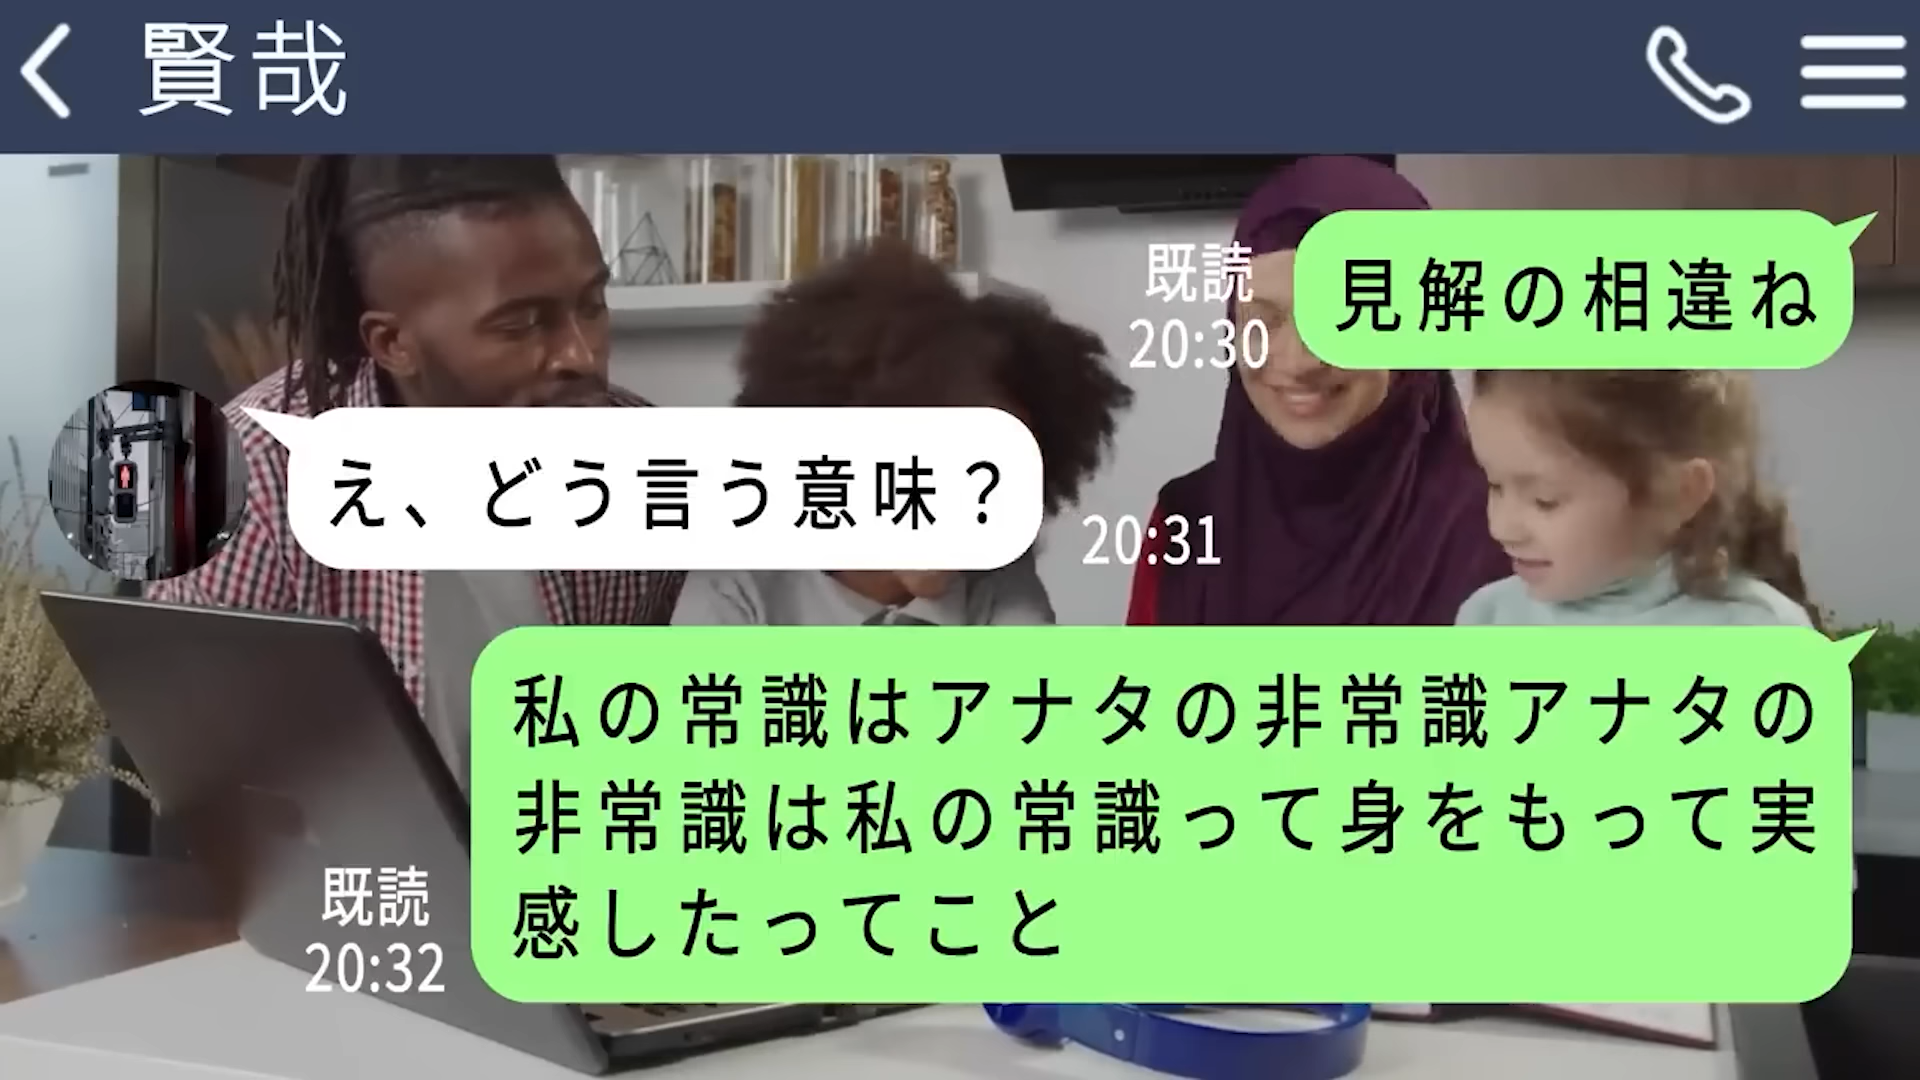 賢哉
見解の相違ね
既読
20:30
え、どう言う意味？
20:31
私の常識はアナタの非常識アナタの
非常識は私の常識って身をもって実
感したってこと
既読
20:32